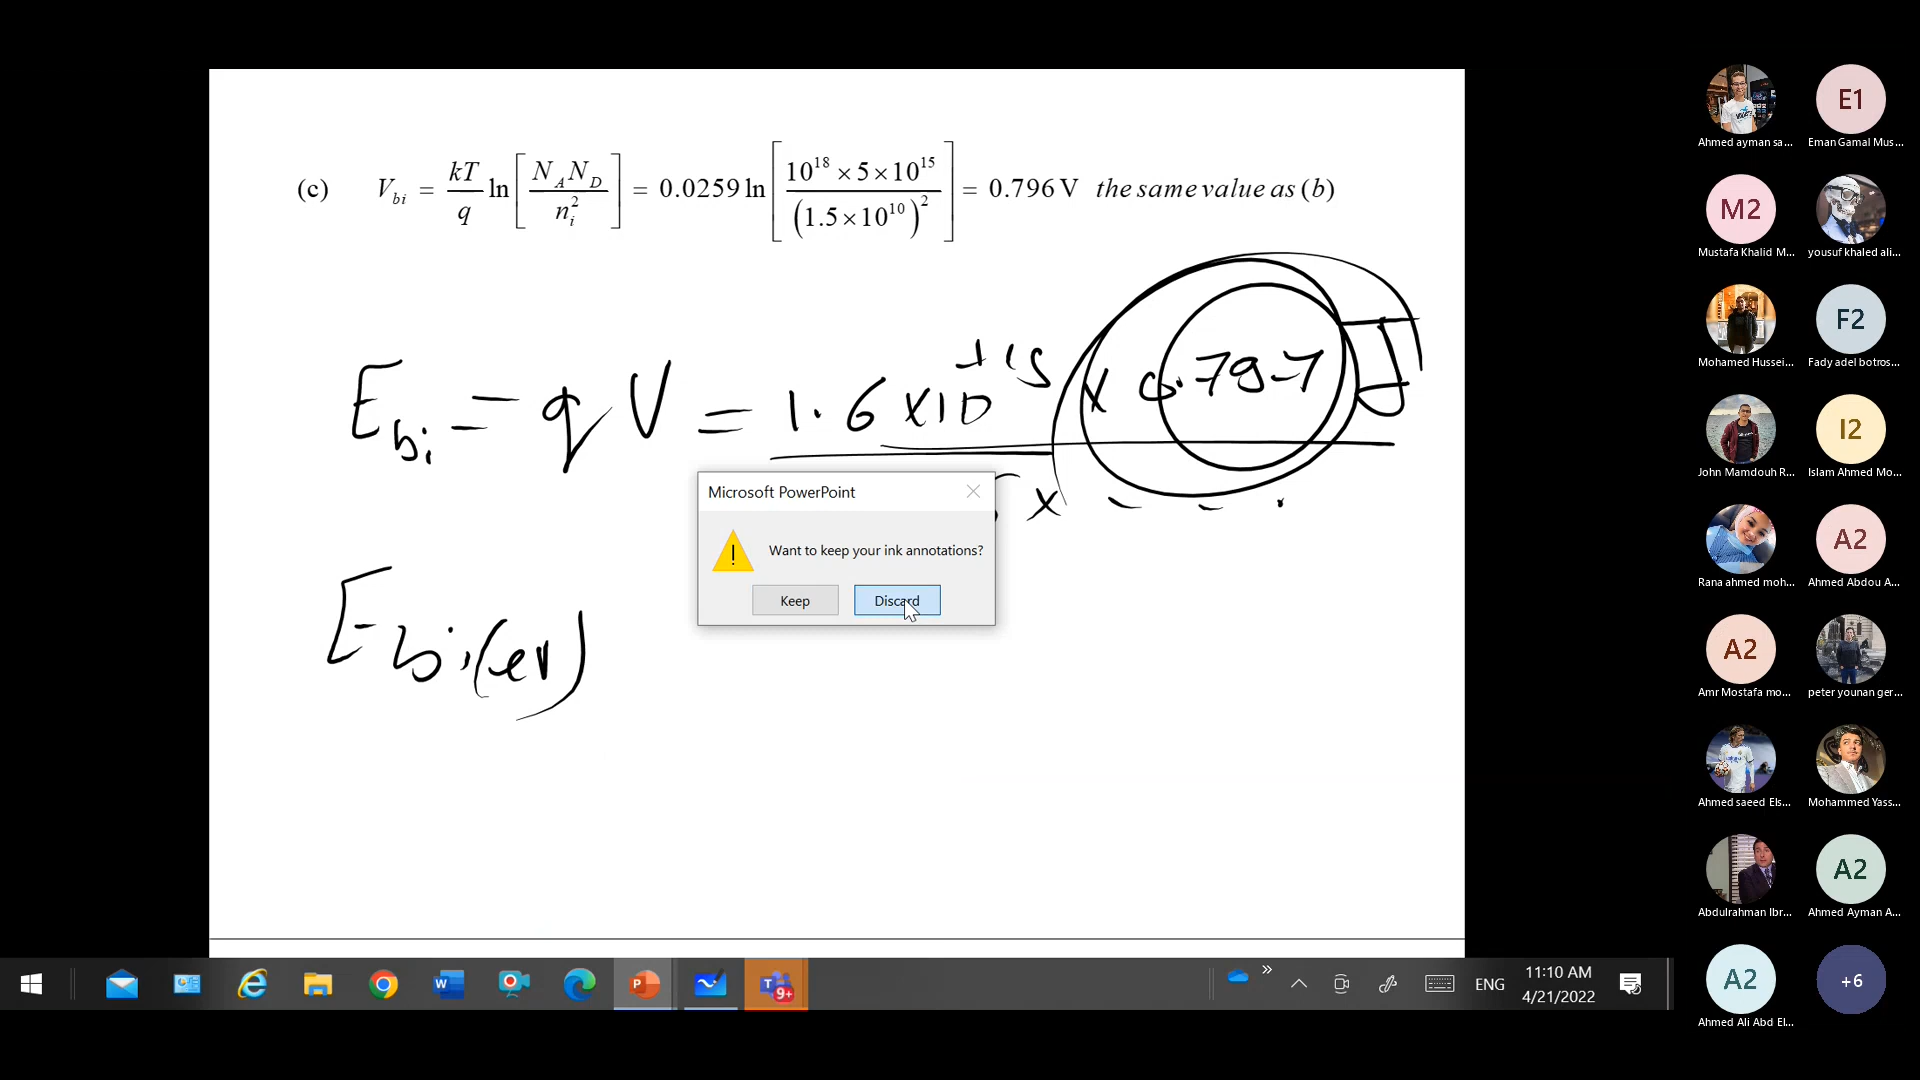 (c) V_bi = kT/q ln[N_A N_D / n_i^2] = 0.0259 ln[10^18 × 5 × 10^15 / (1.5 × 10^10)^2] = 0.796 V the same value as (b)
E_bi = q V = 1.6 x10^-19 x 0.797 J
x
Microsoft PowerPoint
Want to keep your ink annotations?
Keep Discard
E_bi (ev)
Ahmed ayman sa...
E1
Eman Gamal Mus...
M2
Mustafa Khalid M...
yousuf khaled ali...
Mohamed Hussei...
F2
Fady adel botros...
John Mamdouh R...
I2
Islam Ahmed Mo...
Rana ahmed moh...
A2
Ahmed Abdou A...
A2
Amr Mostafa mo...
peter younan ger...
Ahmed saeed Els...
Mohammed Yass...
Abdulrahman Ibr...
A2
Ahmed Ayman A...
A2
Ahmed Ali Abd El...
+6
9+
ENG
11:10 AM
4/21/2022